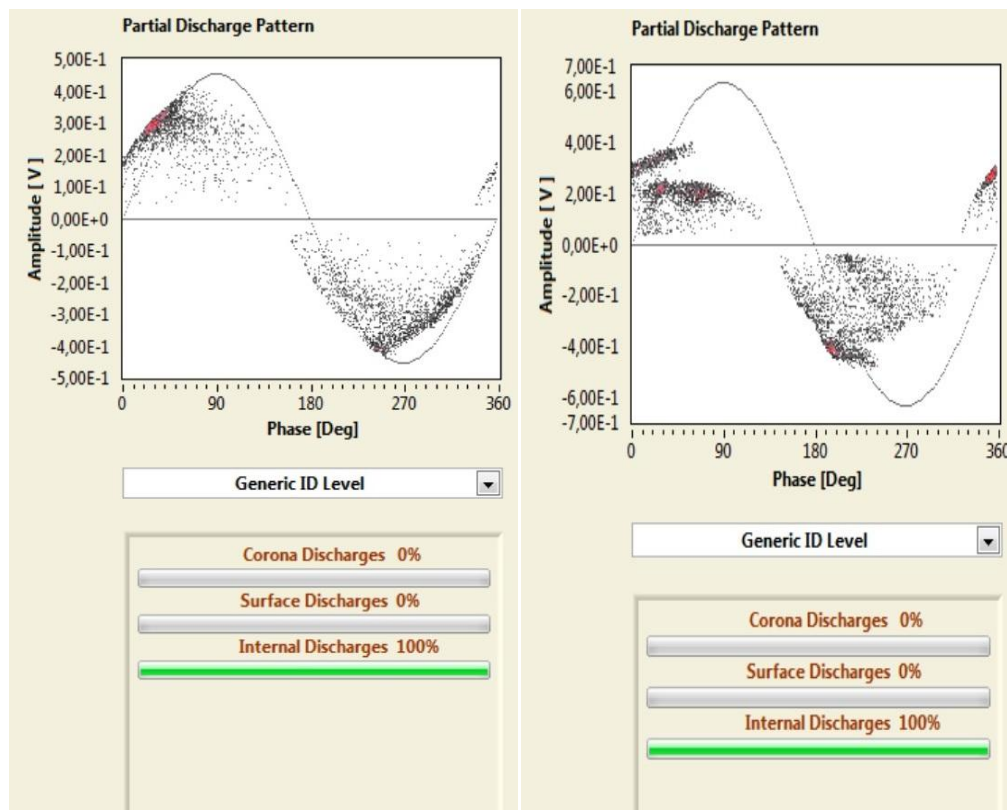 Partial Discharge Pattern
5,00E-1
4,00E-1
3,00E-1
2,00E-1
1,00E-1
0,00E+0
-1,00E-1
-2,00E-1
-3,00E-1
-4,00E-1
-5,00E-1
Amplitude [ V ]
0 90 180 270 360
Phase [Deg]
Generic ID Level
Corona Discharges 0%
Surface Discharges 0%
Internal Discharges 100%
Partial Discharge Pattern
7,00E-1
6,00E-1
4,00E-1
2,00E-1
0,00E+0
-2,00E-1
-4,00E-1
-6,00E-1
-7,00E-1
Amplitude [ V ]
0 90 180 270 360
Phase [Deg]
Generic ID Level
Corona Discharges 0%
Surface Discharges 0%
Internal Discharges 100%